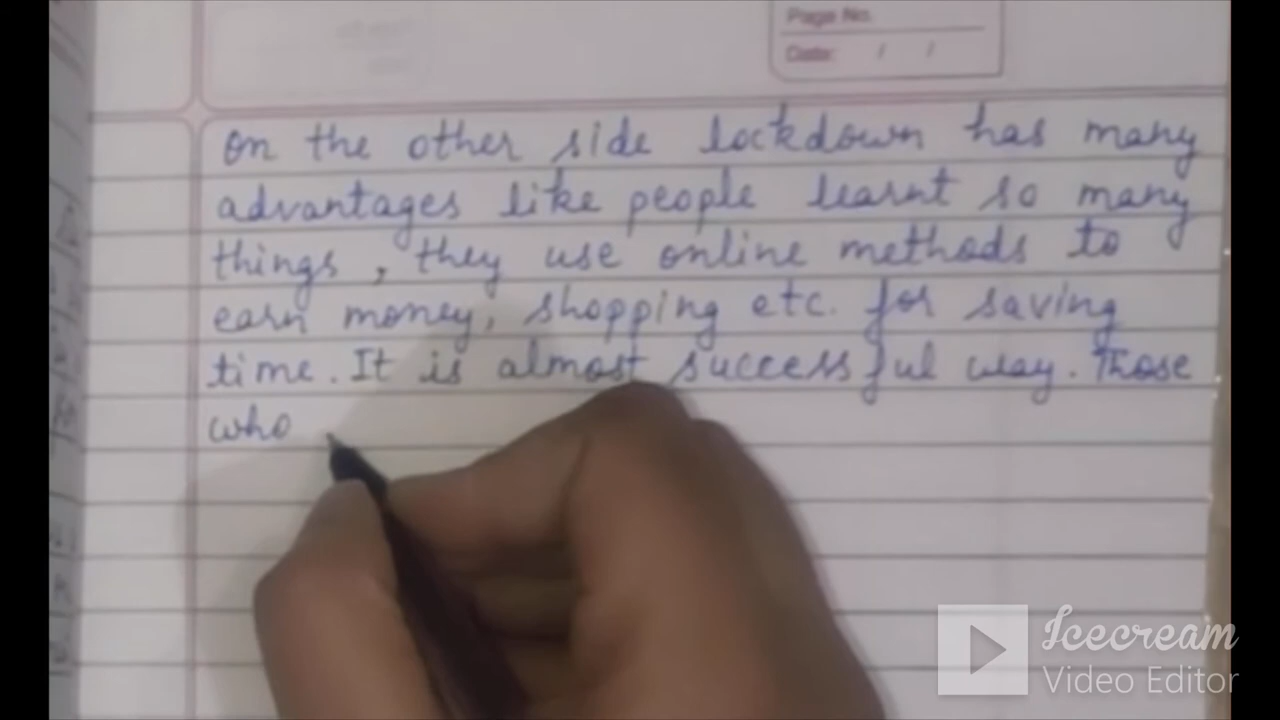 Page No.
Date: / /
on the other side lockdown has many
advantages like people learnt so many
things, they use online methods to
earn money, shopping etc. for saving
time. It is almost successful way. Those
who
Icecream
Video Editor